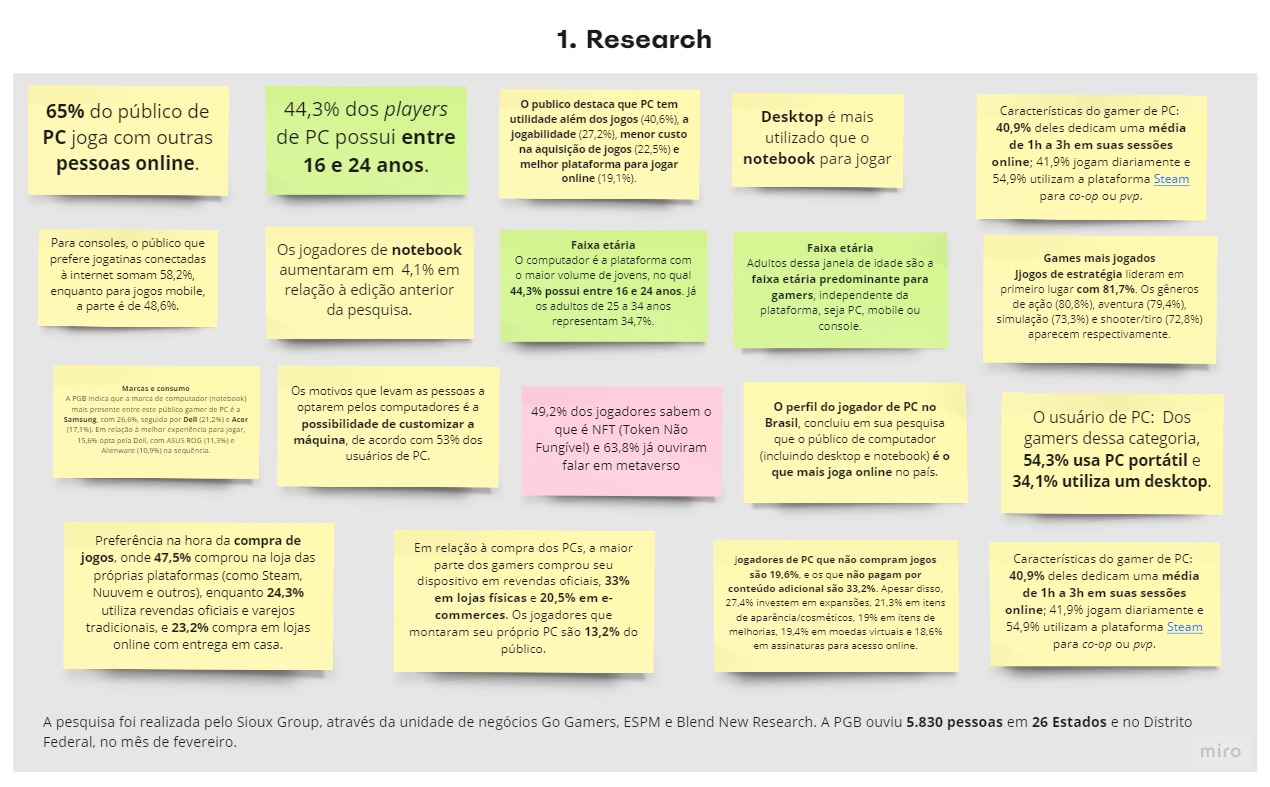 1. Research
65% do público de
PC joga com outras
pessoas online.
44,3% dos players
de PC possui entre
16 e 24 anos.
O publico destaca que PC tem
utilidade além dos jogos (40,6%), a
jogabilidade (27,2%), menor custo
na aquisição de jogos (22,5%) e
melhor plataforma para jogar
online (19,1%).
Desktop é mais
utilizado que o
notebook para jogar
Características do gamer de PC:
40,9% deles dedicam uma média
de 1h a 3h em suas sessões
online; 41,9% jogam diariamente e
54,9% utilizam a plataforma Steam
para co-op ou pvp.
Para consoles, o público que
prefere jogatinas conectadas
à internet somam 58,2%,
enquanto para jogos mobile,
a parte é de 48,6%.
Os jogadores de notebook
aumentaram em 4,1% em
relação à edição anterior
da pesquisa.
Faixa etária
O computador é a plataforma com
o maior volume de jovens, no qual
44,3% possui entre 16 e 24 anos. Já
os adultos de 25 a 34 anos
representam 34,7%.
Faixa etária
Adultos dessa janela de idade são a
faixa etária predominante para
gamers, independente da
plataforma, seja PC, mobile ou
console.
Games mais jogados
Jjogos de estratégia lideram em
primeiro lugar com 81,7%. Os gêneros
de ação (80,8%), aventura (79,4%),
simulação (73,3%) e shooter/tiro (72,8%)
aparecem respectivamente.
Marcas e consumo
A PGB indica que a marca de computador (notebook)
mais presente entre este público gamer de PC é a
Samsung, com 26,6%, seguida por Dell (21,2%) e Acer
(17,1%). Em relação à melhor experiência para jogar,
15,6% opta pela Dell, com ASUS ROG (11,3%) e
Alienware (10,9%) na sequência.
Os motivos que levam as pessoas a
optarem pelos computadores é a
possibilidade de customizar a
máquina, de acordo com 53% dos
usuários de PC.
49,2% dos jogadores sabem o
que é NFT (Token Não
Fungível) e 63,8% já ouviram
falar em metaverso
O perfil do jogador de PC no
Brasil, concluiu em sua pesquisa
que o público de computador
(incluindo desktop e notebook) é o
que mais joga online no país.
O usuário de PC: Dos
gamers dessa categoria,
54,3% usa PC portátil e
34,1% utiliza um desktop.
Preferência na hora da compra de
jogos, onde 47,5% comprou na loja das
próprias plataformas (como Steam,
Nuuvem e outros), enquanto 24,3%
utiliza revendas oficiais e varejos
tradicionais, e 23,2% compra em lojas
online com entrega em casa.
Em relação à compra dos PCs, a maior
parte dos gamers comprou seu
dispositivo em revendas oficiais, 33%
em lojas físicas e 20,5% em e-
commerces. Os jogadores que
montaram seu próprio PC são 13,2% do
público.
jogadores de PC que não compram jogos
são 19,6%, e os que não pagam por
conteúdo adicional são 33,2%. Apesar disso,
27,4% investem em expansões, 21,3% em itens
de aparência/cosméticos, 19% em itens de
melhorias, 19,4% em moedas virtuais e 18,6%
em assinaturas para acesso online.
Características do gamer de PC:
40,9% deles dedicam uma média
de 1h a 3h em suas sessões
online; 41,9% jogam diariamente e
54,9% utilizam a plataforma Steam
para co-op ou pvp.
A pesquisa foi realizada pelo Sioux Group, através da unidade de negócios Go Gamers, ESPM e Blend New Research. A PGB ouviu 5.830 pessoas em 26 Estados e no Distrito
Federal, no mês de fevereiro.
miro